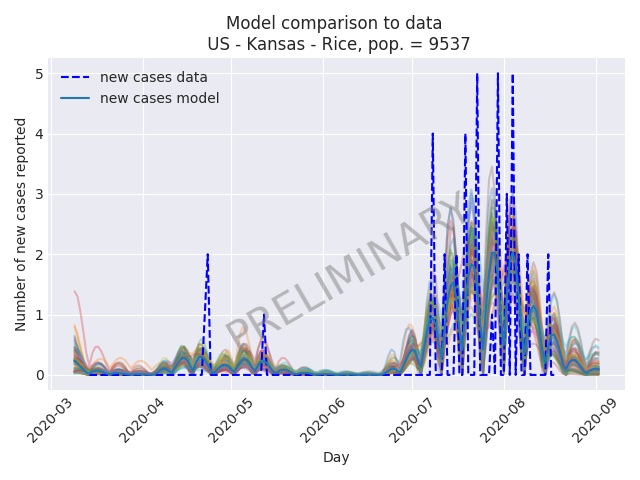 Model comparison to data
US - Kansas - Rice, pop. = 9537
new cases data
new cases model
PRELIMINARY
Number of new cases reported
5
4
3
2
1
0
2020-03
2020-04
2020-05
2020-06
2020-07
2020-08
2020-09
Day